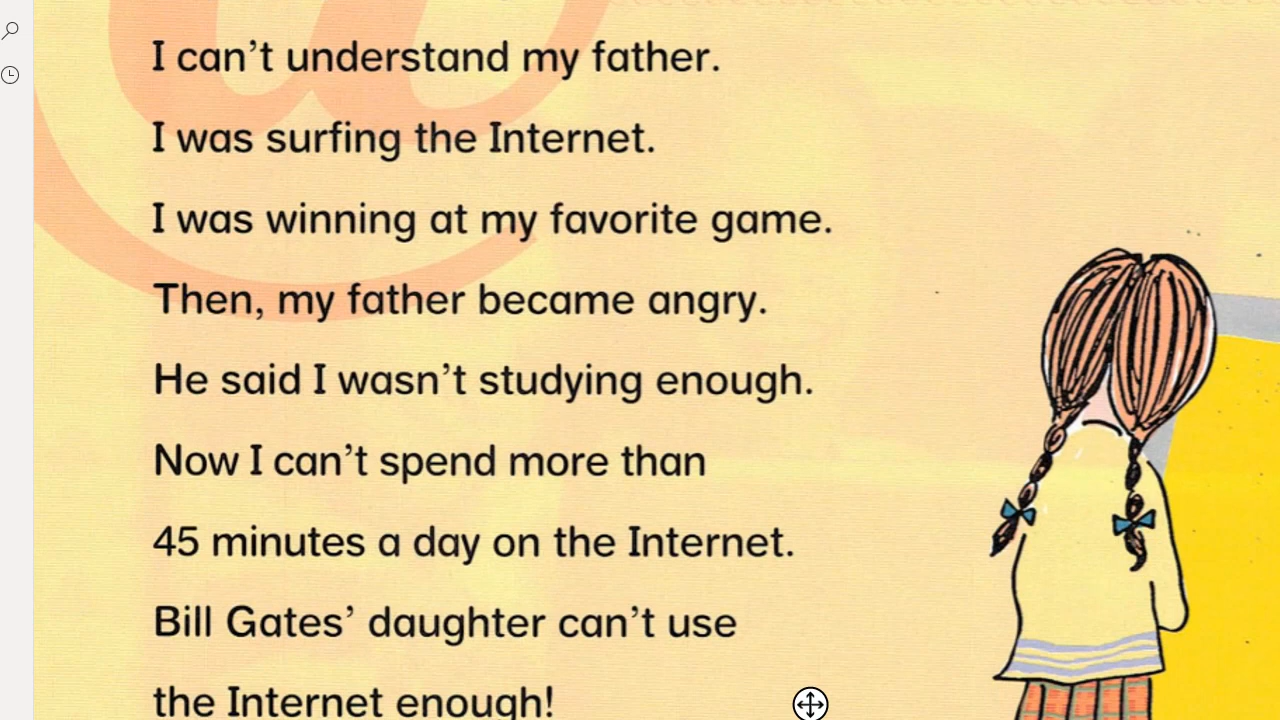 I can’t understand my father.
I was surfing the Internet.
I was winning at my favorite game.
Then, my father became angry.
He said I wasn’t studying enough.
Now I can’t spend more than
45 minutes a day on the Internet.
Bill Gates’ daughter can’t use
the Internet enough!